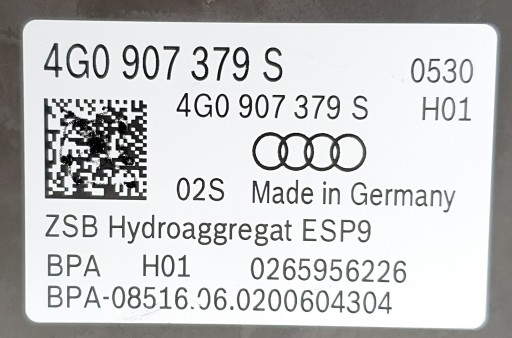 4G0 907 379 S 0530
4G0 907 379 S H01
02S Made in Germany
ZSB Hydroaggregat ESP9
BPA H01 0265956226
BPA-08516.06.0200604304